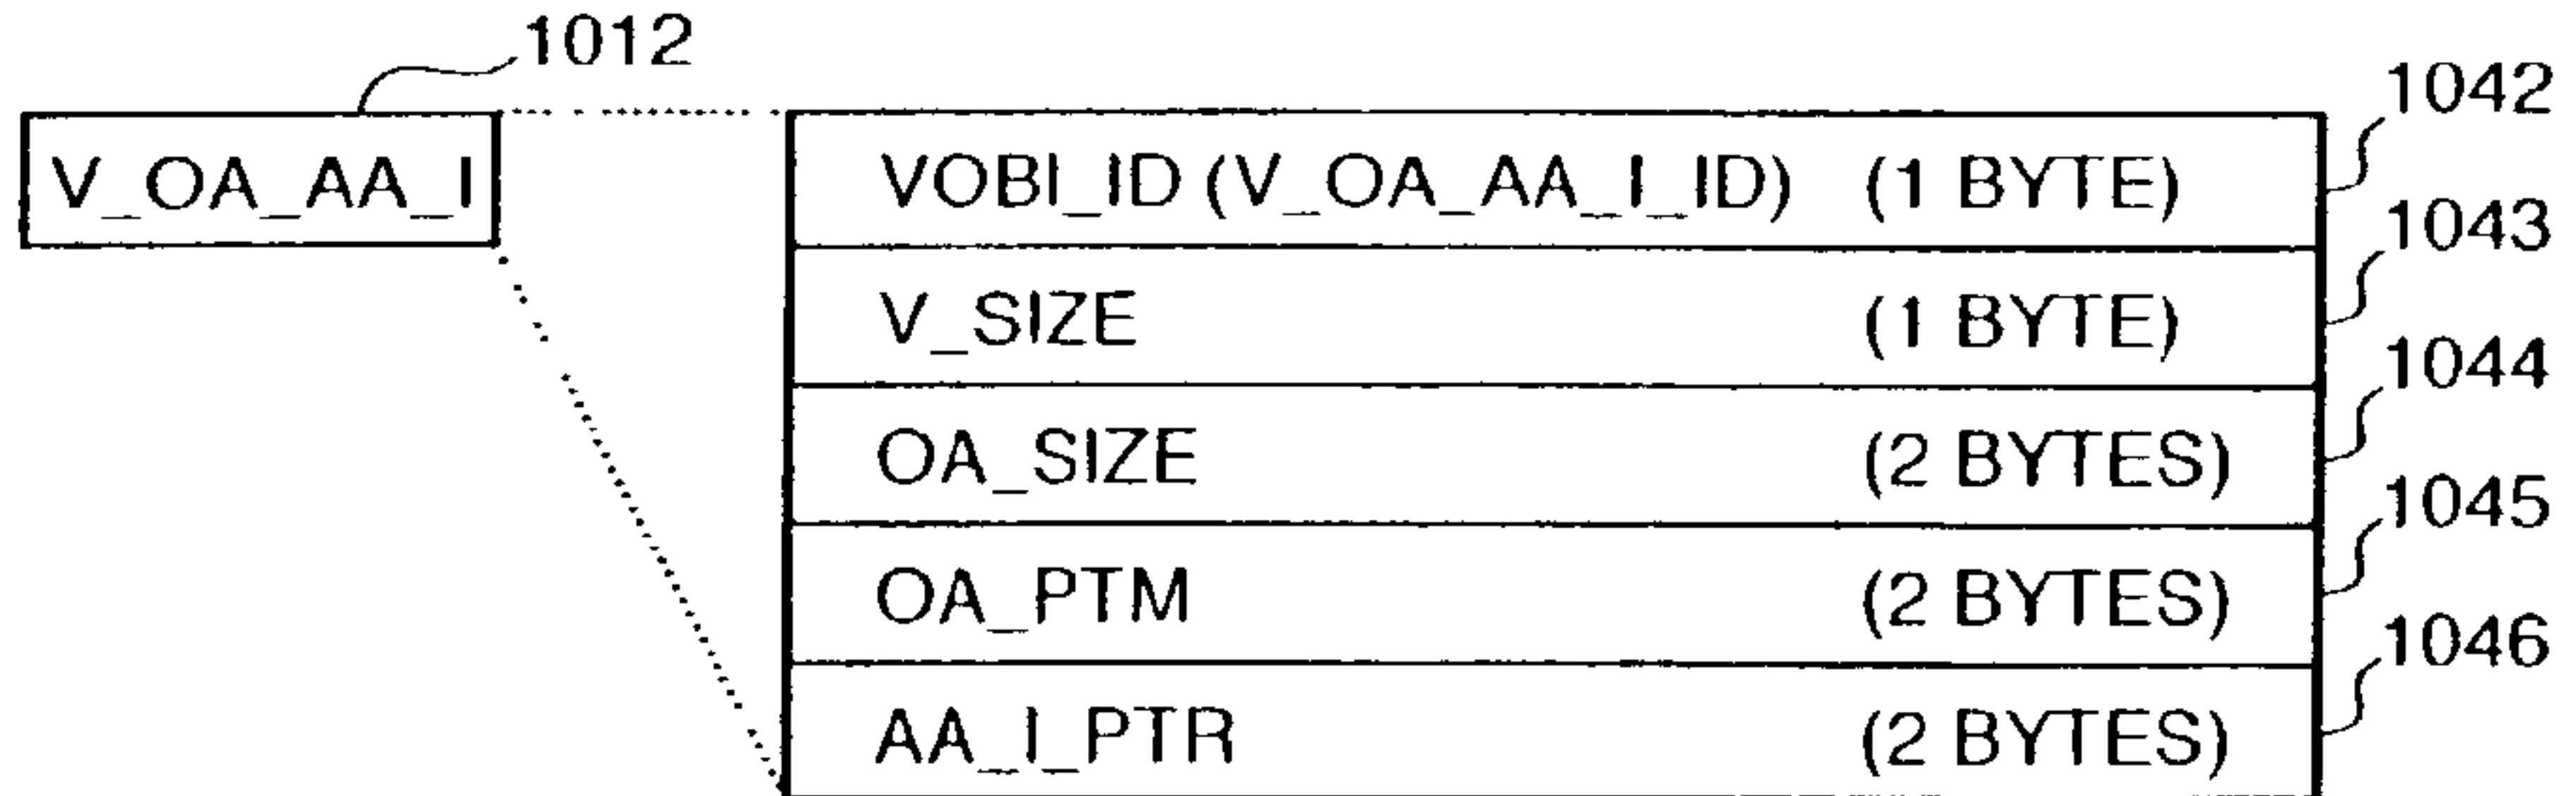 1012
V_OA_AA_I
1042
VOBI_ID (V_OA_AA_I_ID) (1 BYTE)
1043
V_SIZE (1 BYTE)
1044
OA_SIZE (2 BYTES)
1045
OA_PTM (2 BYTES)
1046
AA_I_PTR (2 BYTES)